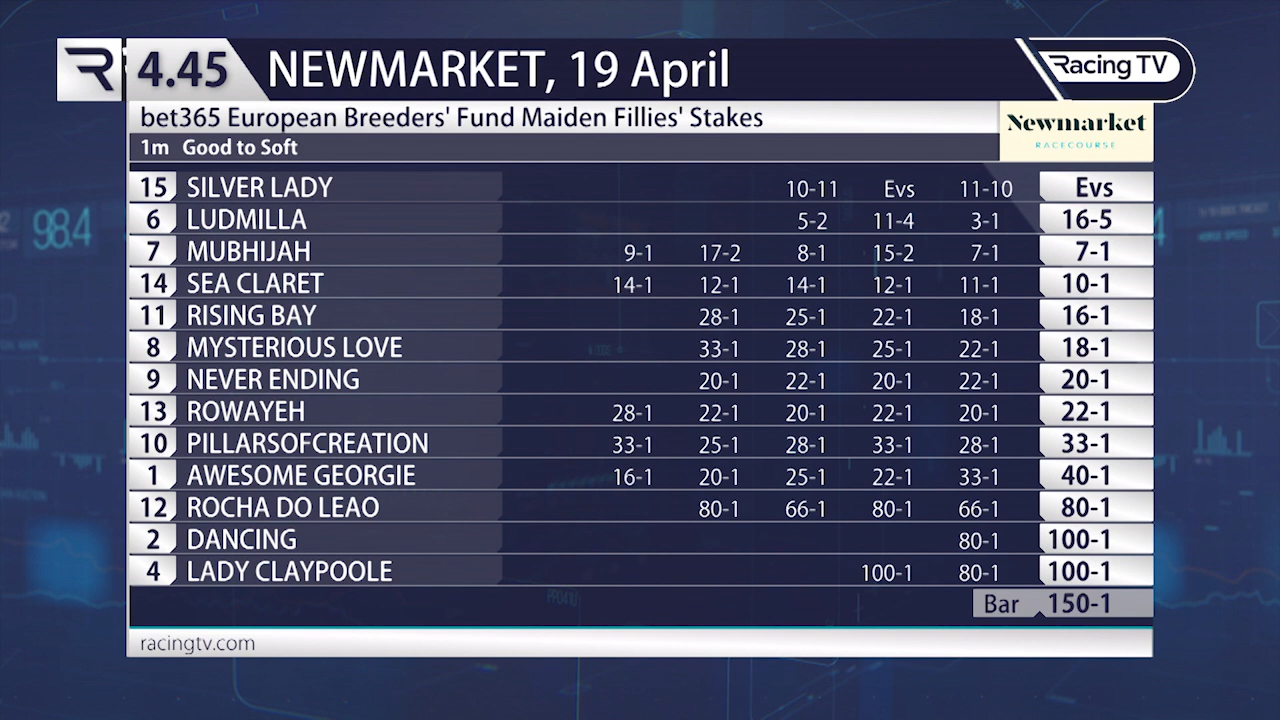 R 4.45 NEWMARKET, 19 April Racing TV
bet365 European Breeders' Fund Maiden Fillies' Stakes
Newmarket
RACECOURSE
1m Good to Soft
15 SILVER LADY 10-11 Evs 11-10 Evs
6 LUDMILLA 5-2 11-4 3-1 16-5
7 MUBHIJAH 9-1 17-2 8-1 15-2 7-1 7-1
14 SEA CLARET 14-1 12-1 14-1 12-1 11-1 10-1
11 RISING BAY 28-1 25-1 22-1 18-1 16-1
8 MYSTERIOUS LOVE 33-1 28-1 25-1 22-1 18-1
9 NEVER ENDING 20-1 22-1 20-1 22-1 20-1
13 ROWAYEH 28-1 22-1 20-1 22-1 20-1 22-1
10 PILLARSOFCREATION 33-1 25-1 28-1 33-1 28-1 33-1
1 AWESOME GEORGIE 16-1 20-1 25-1 22-1 33-1 40-1
12 ROCHA DO LEAO 80-1 66-1 80-1 66-1 80-1
2 DANCING 80-1 100-1
4 LADY CLAYPOOLE 100-1 80-1 100-1
Bar 150-1
racingtv.com
98.4